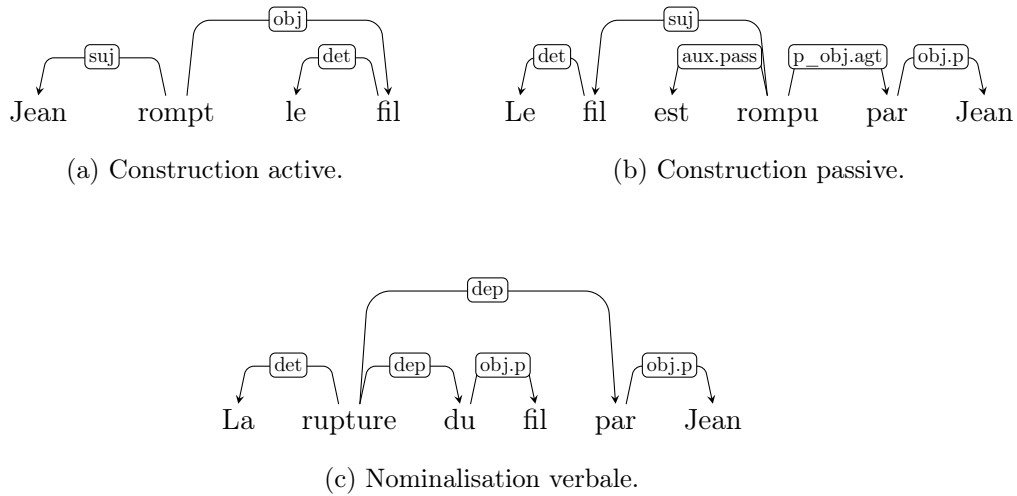 obj suj
suj det det aux.pass p_obj.agt obj.p
Jean rompt le fil Le fil est rompu par Jean
(a) Construction active. (b) Construction passive.
dep
det dep obj.p obj.p
La rupture du fil par Jean
(c) Nominalisation verbale.